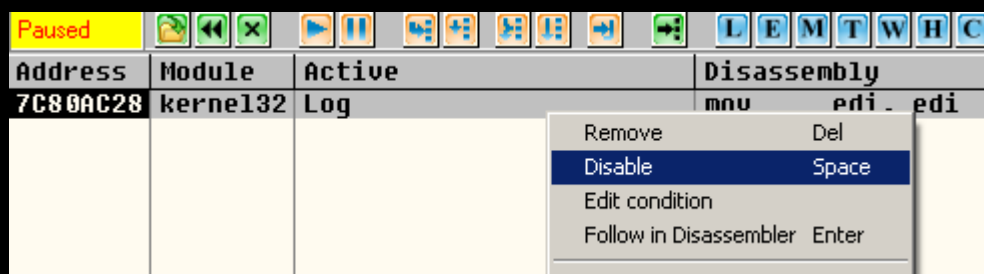 Paused L E M T W H C
Address Module Active Disassembly
7C80AC28 kernel32 Log mov edi, edi
Remove Del
Disable Space
Edit condition
Follow in Disassembler Enter